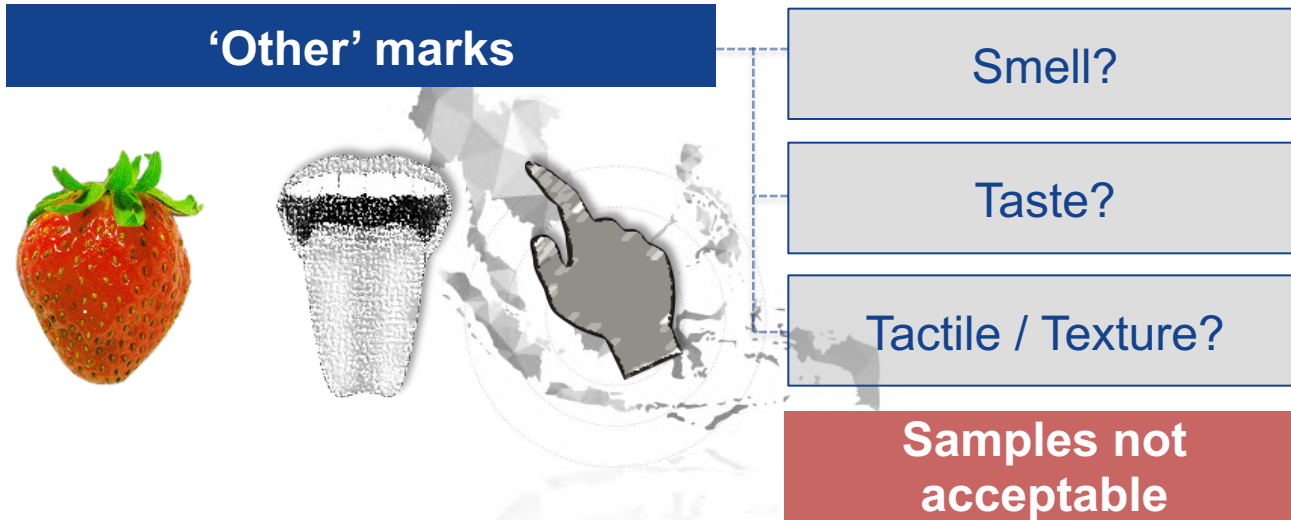 ‘Other’ marks
Smell?
Taste?
Tactile / Texture?
Samples not
acceptable